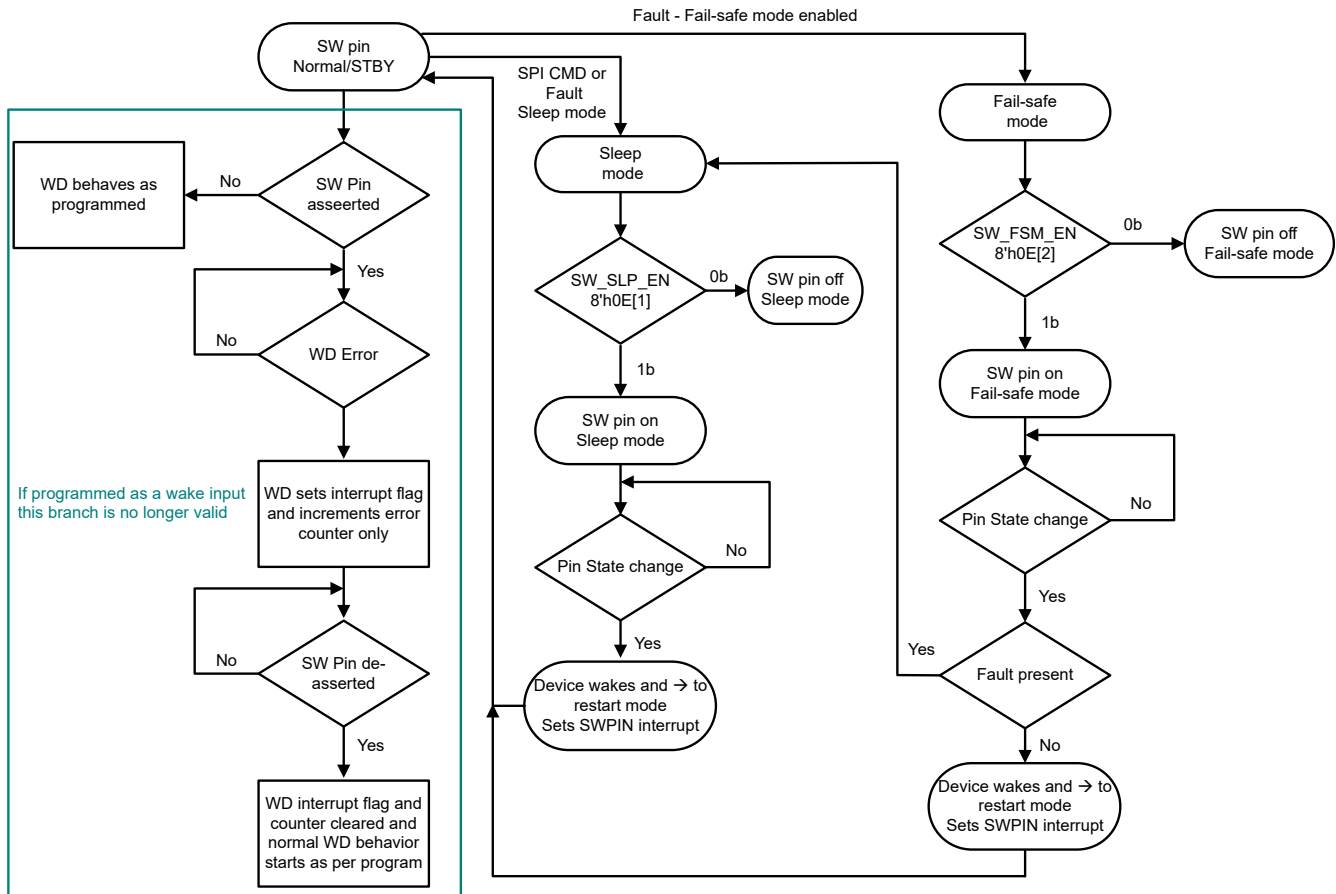 Fault - Fail-safe mode enabled
SW pin
Normal/STBY
SPI CMD or
Fault
Sleep mode
Fail-safe
mode
SW Pin
asseerted
No
WD behaves as
programmed
Yes
WD Error
No
If programmed as a wake input
this branch is no longer valid
WD sets interrupt flag
and increments error
counter only
SW Pin de-
asserted
No
Yes
WD interrupt flag and
counter cleared and
normal WD behavior
starts as per program
Sleep
mode
SW_SLP_EN
8'h0E[1]
0b
SW pin off
Sleep mode
1b
SW pin on
Sleep mode
Pin State change
No
Yes
Device wakes and → to
restart mode
Sets SWPIN interrupt
SW_FSM_EN
8'h0E[2]
0b
SW pin off
Fail-safe mode
1b
SW pin on
Fail-safe mode
Pin State change
No
Yes
Fault present
Yes
No
Device wakes and → to
restart mode
Sets SWPIN interrupt